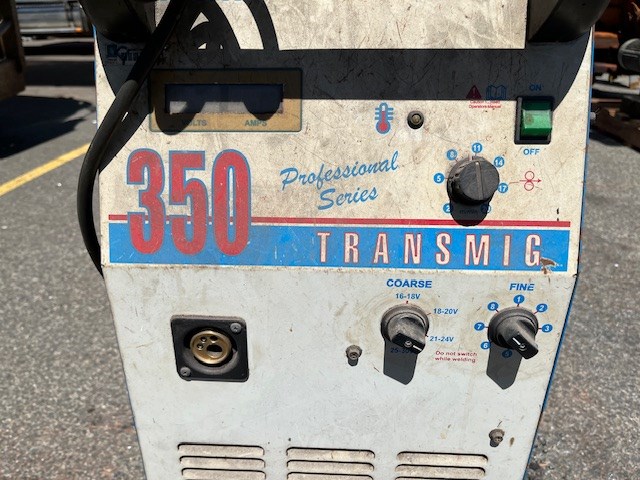 VOLTS AMPS
ON
OFF
350
Professional
Series
5 8 11 14 17
TRANSMIG
COARSE
16-18V
18-20V
21-24V
Do not switch
while welding
FINE
1 2 3 5 6 7 8